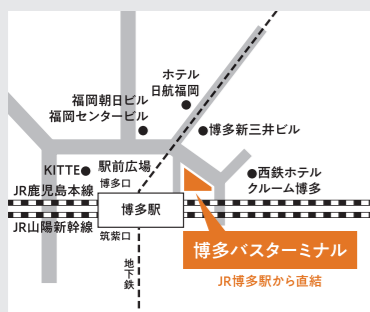 ホテル
日航福岡
福岡朝日ビル
福岡センタービル
博多新三井ビル
KITTE
駅前広場
博多口
西鉄ホテル
クルーム博多
JR鹿児島本線
博多駅
JR山陽新幹線
筑紫口
地下鉄
博多バスターミナル
JR博多駅から直結